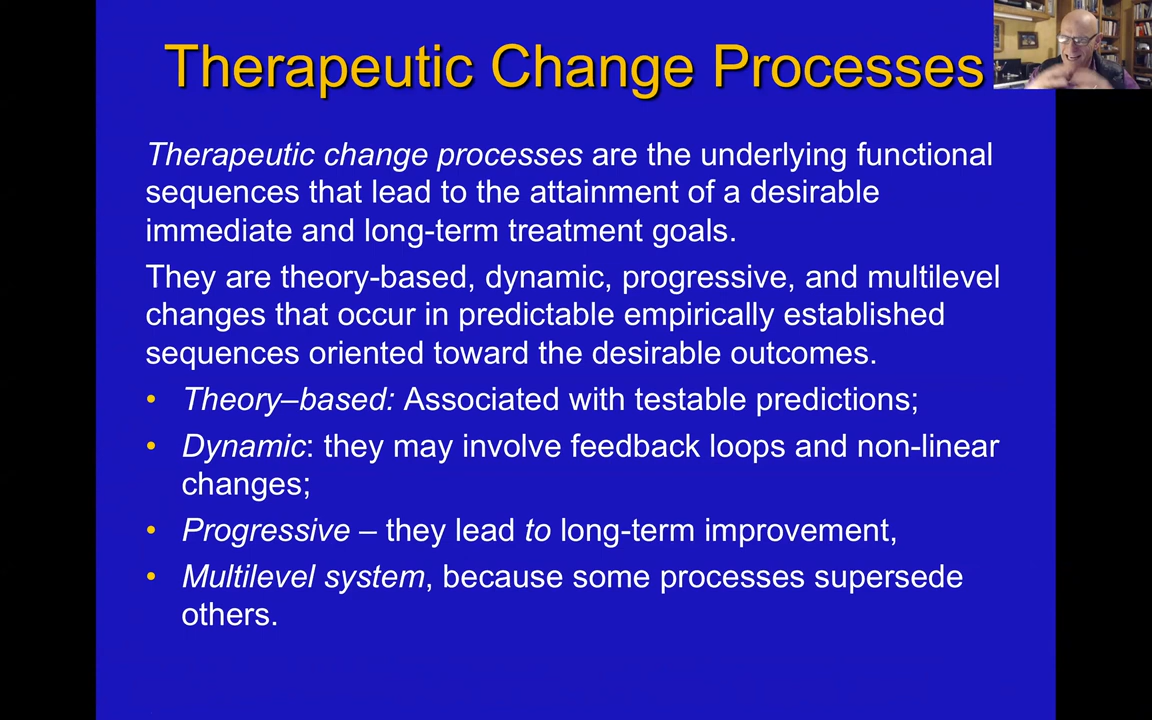 Therapeutic Change Processes
Therapeutic change processes are the underlying functional
sequences that lead to the attainment of a desirable
immediate and long-term treatment goals.
They are theory-based, dynamic, progressive, and multilevel
changes that occur in predictable empirically established
sequences oriented toward the desirable outcomes.
• Theory–based: Associated with testable predictions;
• Dynamic: they may involve feedback loops and non-linear
changes;
• Progressive – they lead to long-term improvement,
• Multilevel system, because some processes supersede
others.